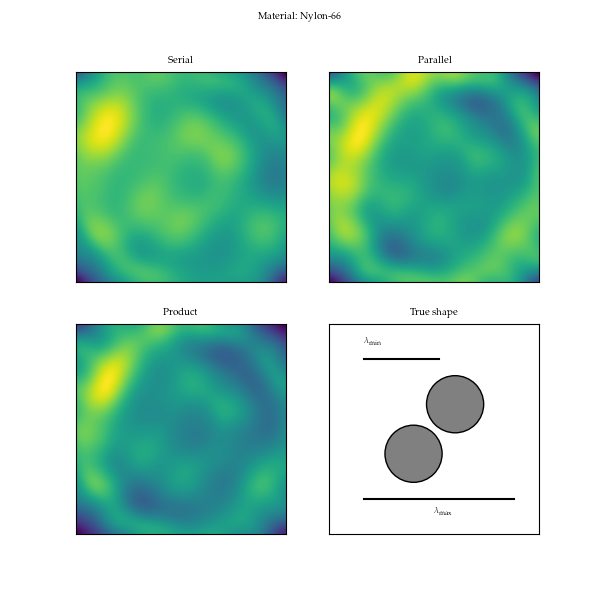 Material: Nylon-66
Serial
Parallel
Product
True shape
λmin
λmax